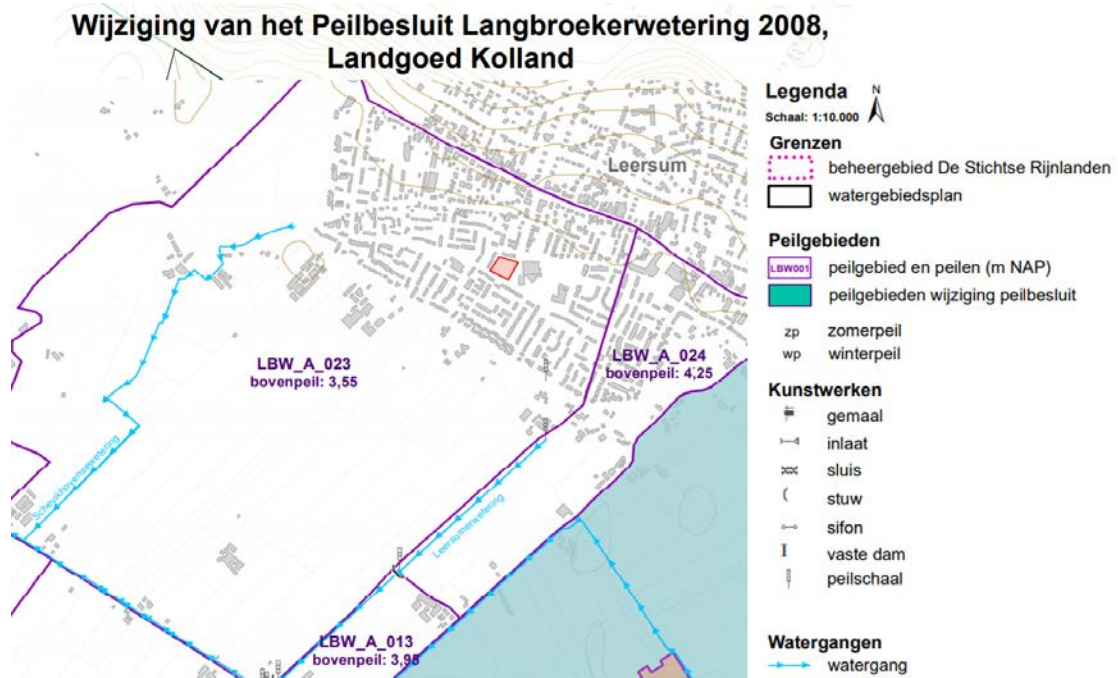 Wijziging van het Peilbesluit Langbroekerwetering 2008,
Landgoed Kolland
Leersum
LBW_A_023
bovenpeil: 3,55
LBW_A_024
bovenpeil: 4,25
Scheyikhovensewetering
Leersumerwetering
LBW_A_013
bovenpeil: 3,95
Legenda
N
Schaal: 1:10.000
Grenzen
beheergebied De Stichtse Rijnlanden
watergebiedsplan
Peilgebieden
LBW001 peilgebied en peilen (m NAP)
peilgebieden wijziging peilbesluit
zp zomerpeil
wp winterpeil
Kunstwerken
gemaal
inlaat
sluis
stuw
sifon
vaste dam
peilschaal
Watergangen
watergang